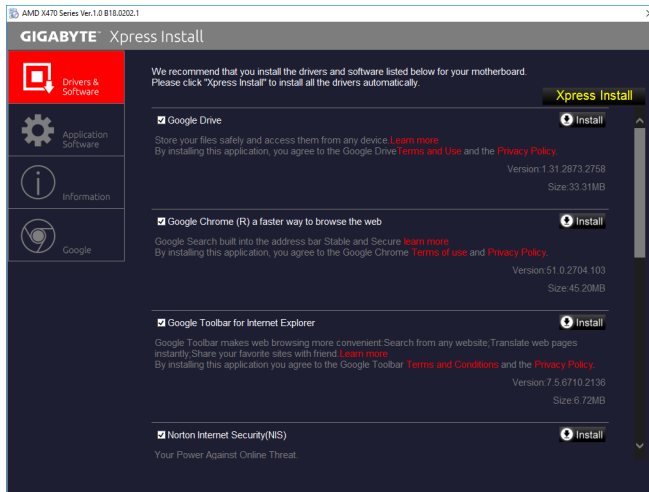 AMD X470 Series Ver.1.0 B18.0202.1
GIGABYTE™ Xpress Install
Drivers &
Software
Application
Software
Information
Google
We recommend that you install the drivers and software listed below for your motherboard.
Please click "Xpress Install" to install all the drivers automatically.
Xpress Install
Google Drive
Install
Store your files safely and access them from any device.Learn more
By installing this application, you agree to the Google DriveTerms and Use and the Privacy Policy.
Version:1.31.2873.2758
Size:33.31MB
Google Chrome (R) a faster way to browse the web
Install
Google Search built into the address bar Stable and Secure learn more
By installing this application, you agree to the Google Chrome Terms of use and Privacy Policy.
Version:51.0.2704.103
Size:45.20MB
Google Toolbar for Internet Explorer
Install
Google Toolbar makes web browsing more convenient:Search from any website;Translate web pages
instantly;Share your favorite sites with friend.Learn more
By installing this application you agree to the Google Toolbar Terms and Conditions and the Privacy Policy.
Version:7.5.6710.2136
Size:6.72MB
Norton Internet Security(NIS)
Install
Your Power Against Online Threat.